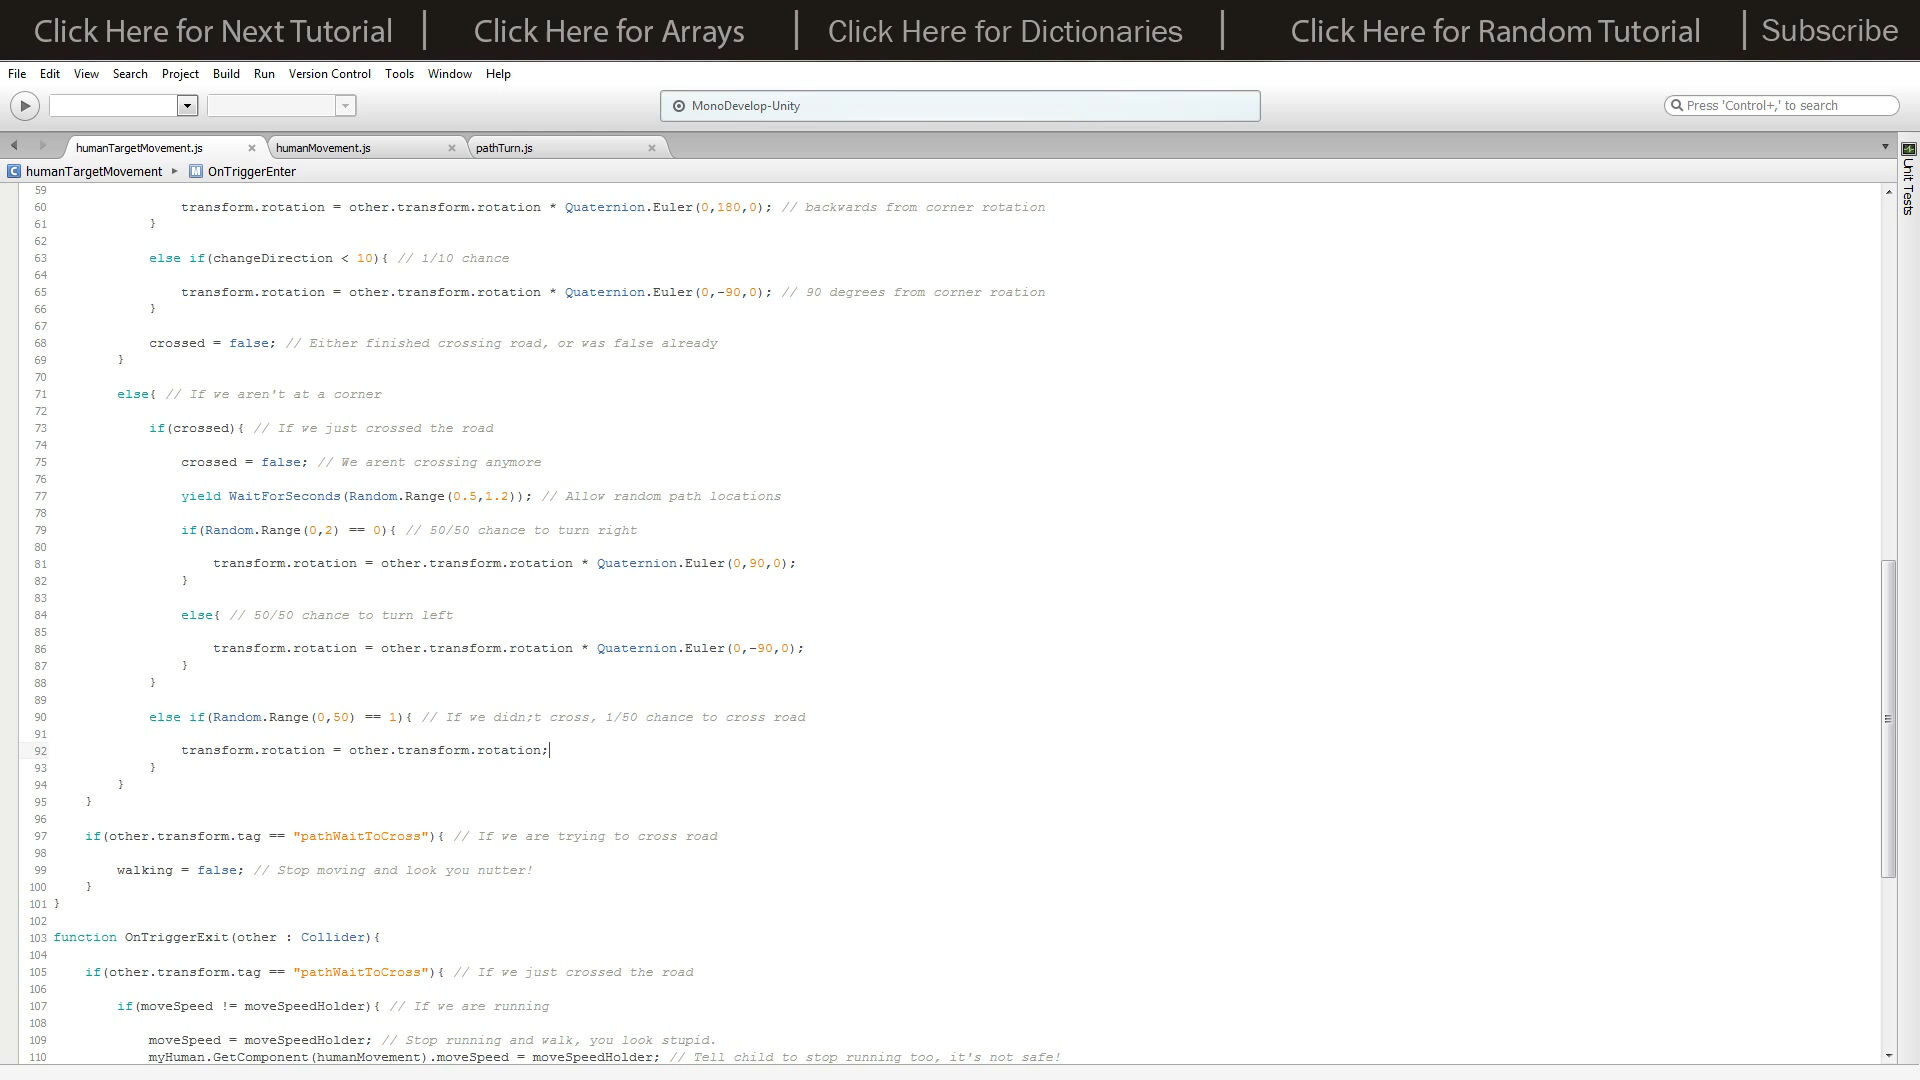 Click Here for Next Tutorial | Click Here for Arrays | Click Here for Dictionaries | Click Here for Random Tutorial | Subscribe
File Edit View Search Project Build Run Version Control Tools Window Help
MonoDevelop-Unity
Press 'Control+,' to search
humanTargetMovement.js humanMovement.js pathTurn.js
humanTargetMovement OnTriggerEnter
Unit Tests
59
60 transform.rotation = other.transform.rotation * Quaternion.Euler(0,180,0); // backwards from corner rotation
61 }
62
63 else if(changeDirection < 10){ // 1/10 chance
64
65 transform.rotation = other.transform.rotation * Quaternion.Euler(0,-90,0); // 90 degrees from corner roation
66 }
67
68 crossed = false; // Either finished crossing road, or was false already
69 }
70
71 else{ // If we aren't at a corner
72
73 if(crossed){ // If we just crossed the road
74
75 crossed = false; // We arent crossing anymore
76
77 yield WaitForSeconds(Random.Range(0.5,1.2)); // Allow random path locations
78
79 if(Random.Range(0,2) == 0){ // 50/50 chance to turn right
80
81 transform.rotation = other.transform.rotation * Quaternion.Euler(0,90,0);
82 }
83
84 else{ // 50/50 chance to turn left
85
86 transform.rotation = other.transform.rotation * Quaternion.Euler(0,-90,0);
87 }
88 }
89
90 else if(Random.Range(0,50) == 1){ // If we didn;t cross, 1/50 chance to cross road
91
92 transform.rotation = other.transform.rotation;
93 }
94 }
95 }
96
97 if(other.transform.tag == "pathWaitToCross"){ // If we are trying to cross road
98
99 walking = false; // Stop moving and look you nutter!
100 }
101 }
102
103 function OnTriggerExit(other : Collider){
104
105 if(other.transform.tag == "pathWaitToCross"){ // If we just crossed the road
106
107 if(moveSpeed != moveSpeedHolder){ // If we are running
108
109 moveSpeed = moveSpeedHolder; // Stop running and walk, you look stupid.
110 myHuman.GetComponent(humanMovement).moveSpeed = moveSpeedHolder; // Tell child to stop running too, it's not safe!